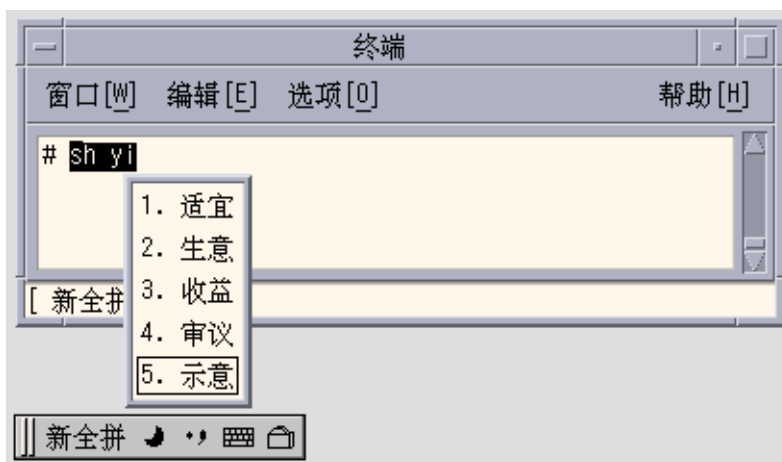 终端
窗口[W] 编辑[E] 选项[O] 帮助[H]
# sh yi
1. 适宜
2. 生意
3. 收益
4. 审议
5. 示意
[ 新全拼
新全拼